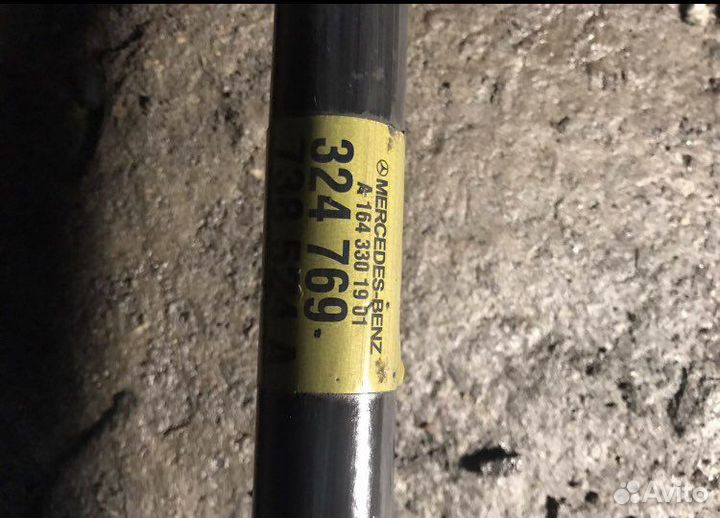 MERCEDES-BENZ
A 164 330 19 01
324 769
Avito